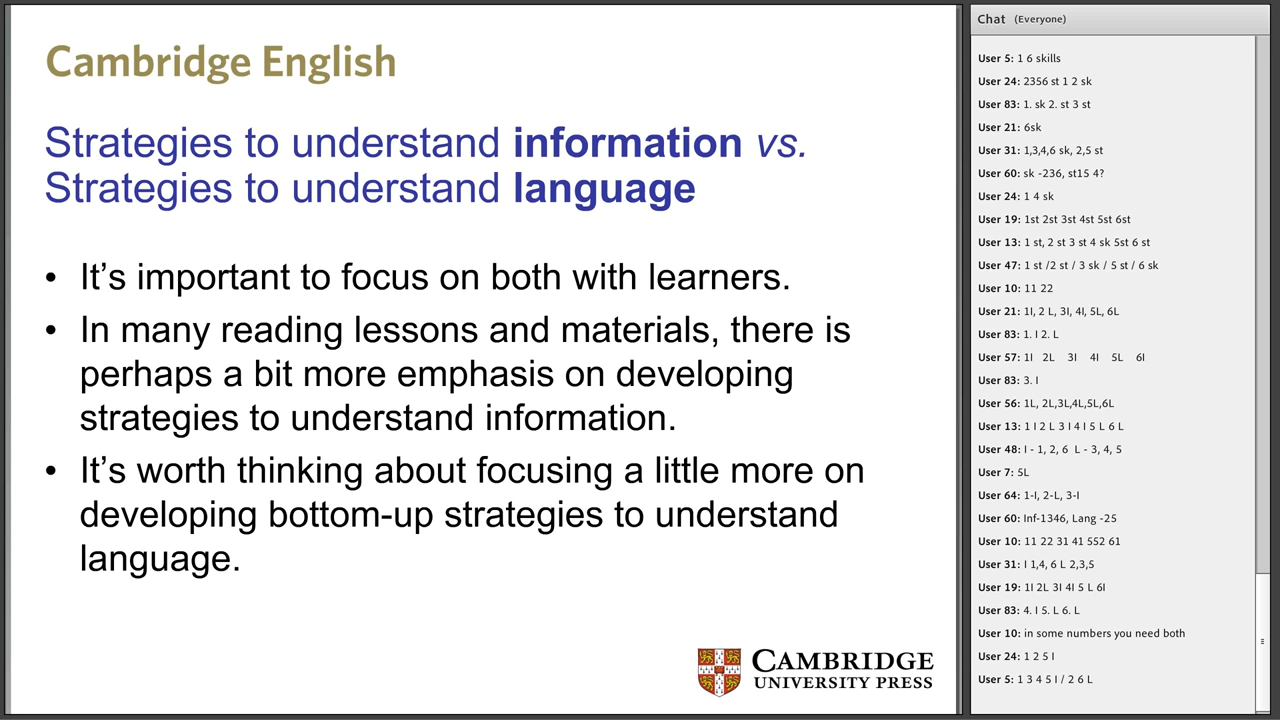 Cambridge English
Strategies to understand information vs.
Strategies to understand language
• It’s important to focus on both with learners.
• In many reading lessons and materials, there is
perhaps a bit more emphasis on developing
strategies to understand information.
• It’s worth thinking about focusing a little more on
developing bottom-up strategies to understand
language.
CAMBRIDGE
UNIVERSITY PRESS
Chat (Everyone)
User 5: 1 6 skills
User 24: 2356 st 1 2 sk
User 83: 1. sk 2. st 3 st
User 21: 6sk
User 31: 1,3,4,6 sk, 2,5 st
User 60: sk -236, st15 4?
User 24: 1 4 sk
User 19: 1st 2st 3st 4st 5st 6st
User 13: 1 st, 2 st 3 st 4 sk 5st 6 st
User 47: 1 st /2 st / 3 sk / 5 st / 6 sk
User 10: 11 22
User 21: 1I, 2 L, 3I, 4I, 5L, 6L
User 83: 1. I 2. L
User 57: 1I 2L 3I 4I 5L 6I
User 83: 3. I
User 56: 1L, 2L,3L,4L,5L,6L
User 13: 1 I 2 L 3 I 4 I 5 L 6 L
User 48: I - 1, 2, 6 L - 3, 4, 5
User 7: 5L
User 64: 1-I, 2-L, 3-I
User 60: Inf-1346, Lang -25
User 10: 11 22 31 41 552 61
User 31: I 1,4, 6 L 2,3,5
User 19: 1I 2L 3I 4I 5 L 6I
User 83: 4. I 5. L 6. L
User 10: in some numbers you need both
User 24: 1 2 5 I
User 5: 1 3 4 5 I / 2 6 L